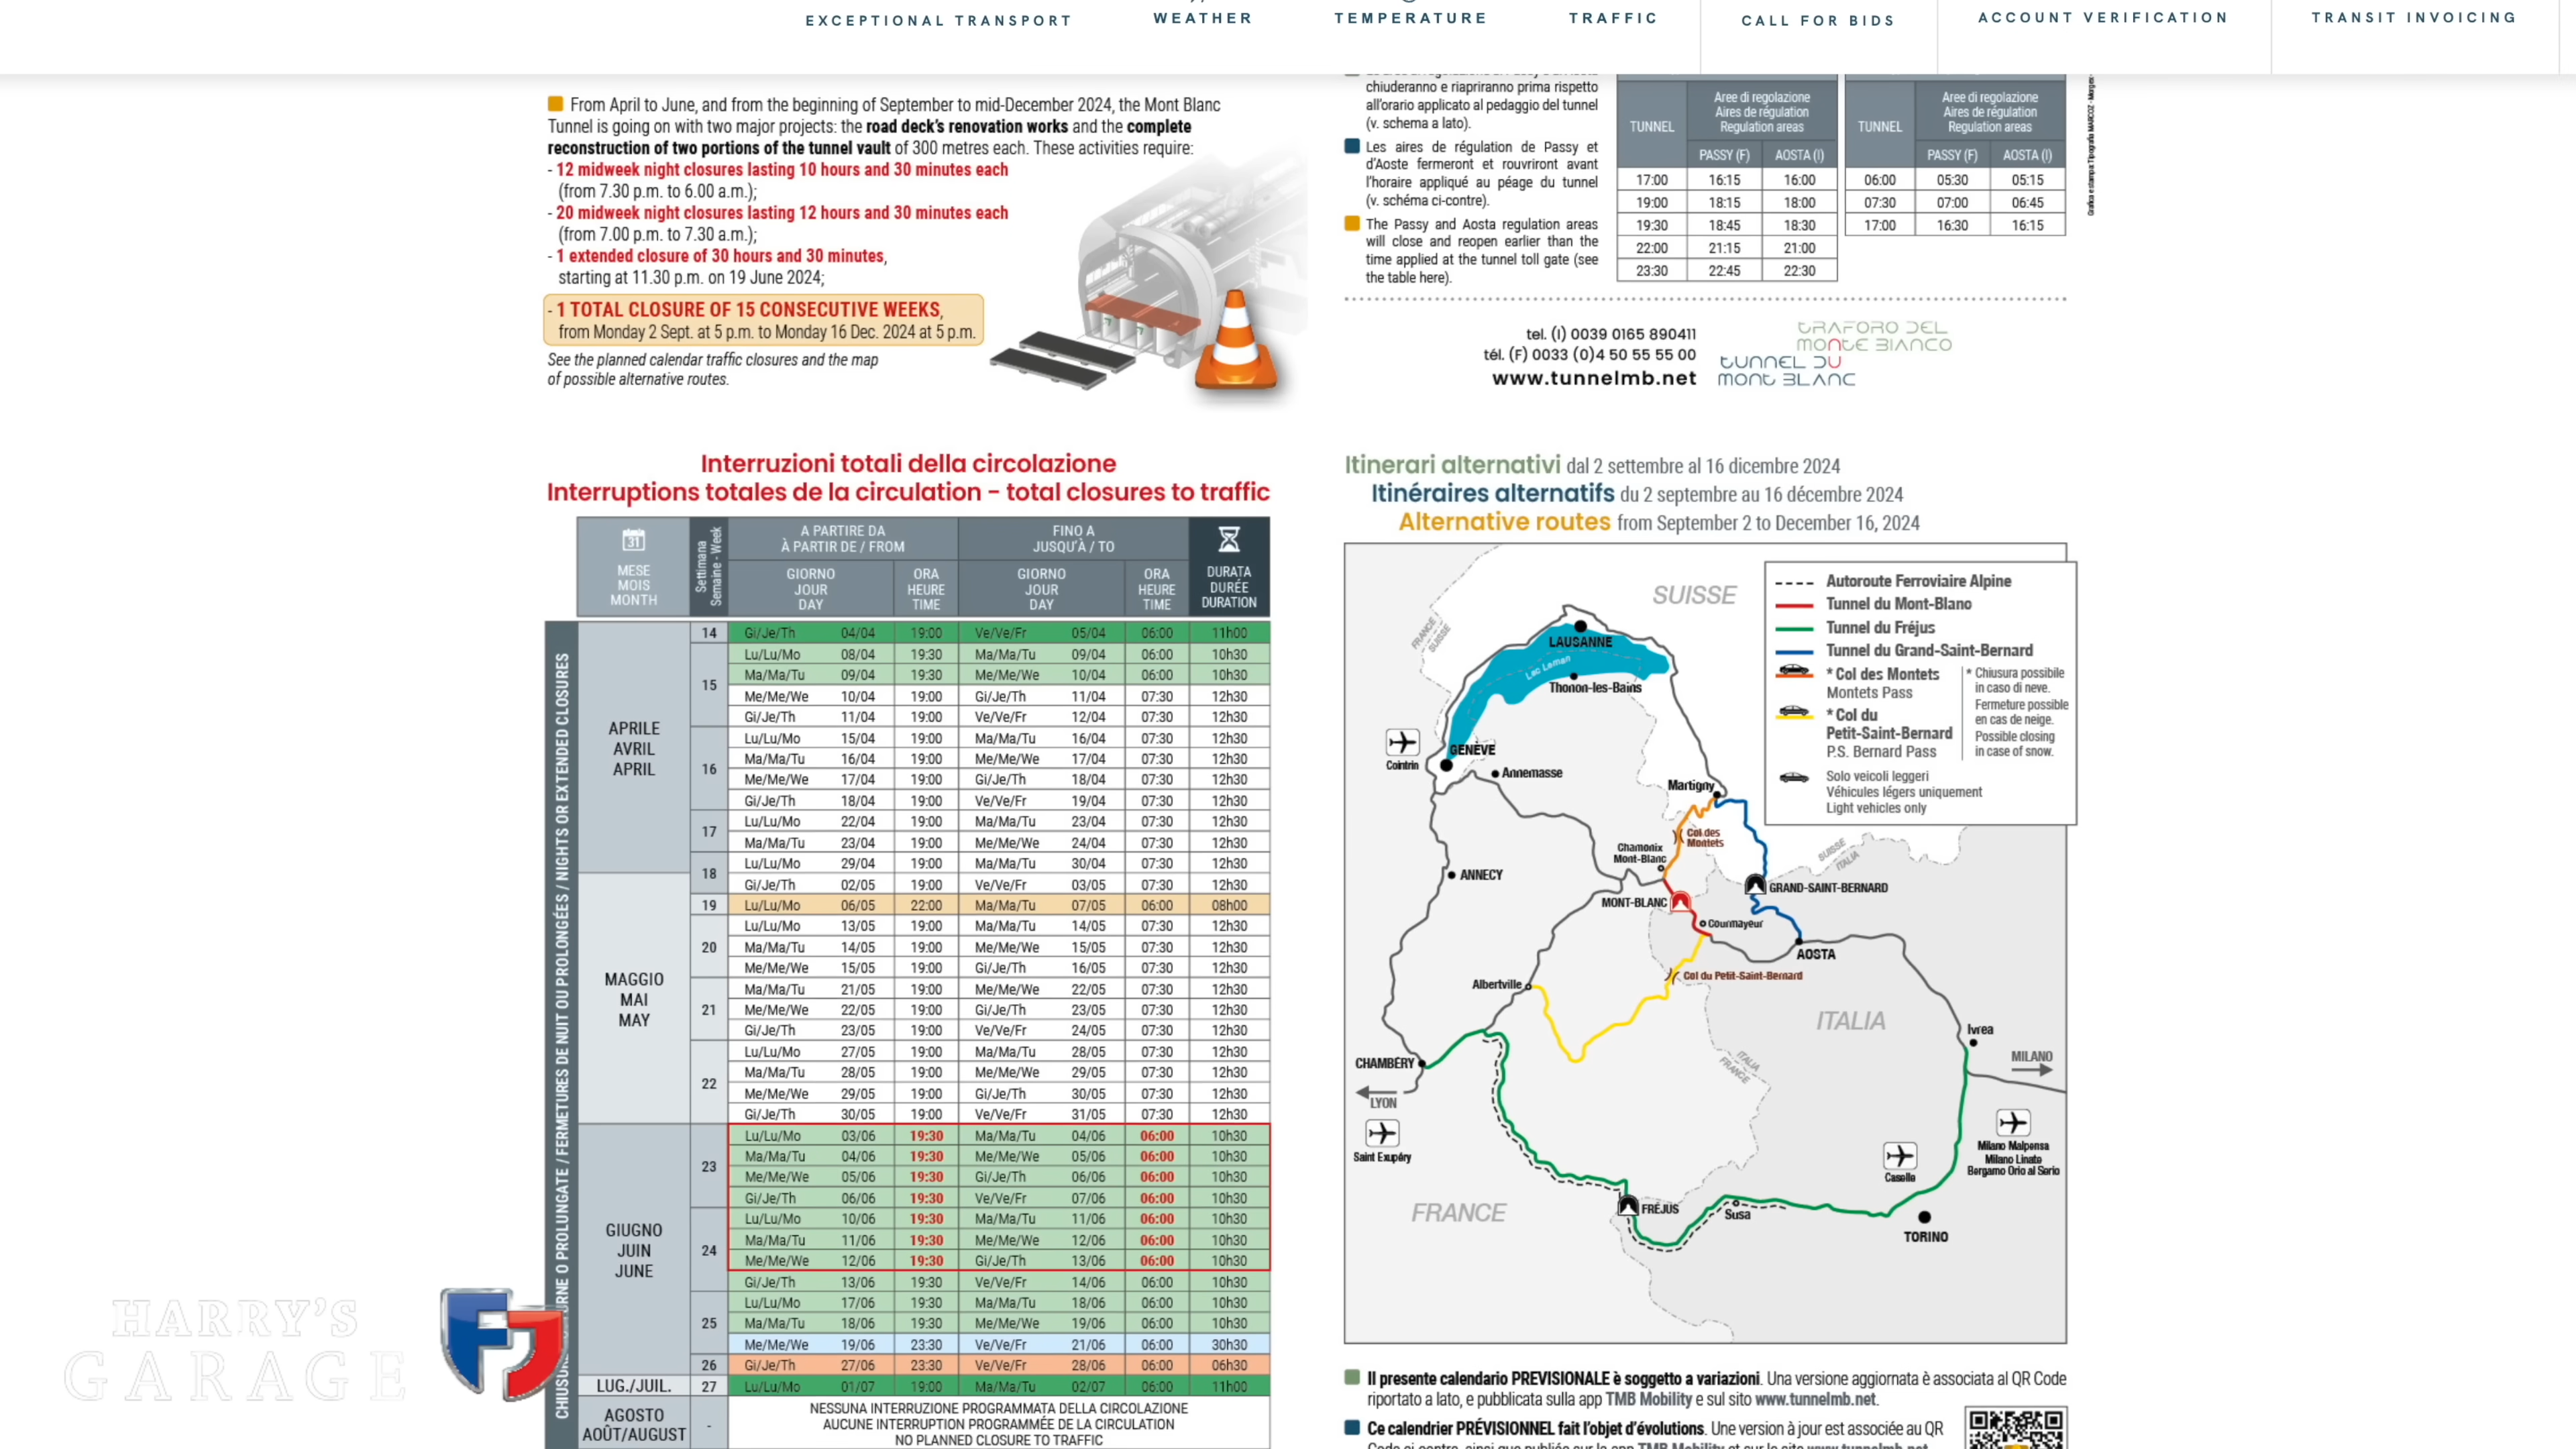 EXCEPTIONAL TRANSPORT
WEATHER
TEMPERATURE
TRAFFIC
CALL FOR BIDS
ACCOUNT VERIFICATION
TRANSIT INVOICING
From April to June, and from the beginning of September to mid-December 2024, the Mont Blanc
Tunnel is going on with two major projects: the road deck's renovation works and the complete
reconstruction of two portions of the tunnel vault of 300 metres each. These activities require:
- 12 midweek night closures lasting 10 hours and 30 minutes each
(from 7.30 p.m. to 6.00 a.m.);
- 20 midweek night closures lasting 12 hours and 30 minutes each
(from 7.00 p.m. to 7.30 a.m.);
- 1 extended closure of 30 hours and 30 minutes,
starting at 11.30 p.m. on 19 June 2024;
- 1 TOTAL CLOSURE OF 15 CONSECUTIVE WEEKS,
from Monday 2 Sept. at 5 p.m. to Monday 16 Dec. 2024 at 5 p.m.
See the planned calendar traffic closures and the map
of possible alternative routes.
chiuderanno e riapriranno prima rispetto
all'orario applicato al pedaggio del tunnel
(v. schema a lato).
Les aires de régulation de Passy et
d'Aoste fermeront et rouvriront avant
l'horaire appliqué au péage du tunnel
(v. schéma ci-contre).
The Passy and Aosta regulation areas
will close and reopen earlier than the
time applied at the tunnel toll gate (see
the table here).
TUNNEL
Aree di regolazione
Aires de régulation
Regulation areas
PASSY (F) AOSTA (I)
17:00 16:15 16:00
19:00 18:15 18:00
19:30 18:45 18:30
22:00 21:15 21:00
23:30 22:45 22:30
TUNNEL
Aree di regolazione
Aires de régulation
Regulation areas
PASSY (F) AOSTA (I)
06:00 05:30 05:15
07:30 07:00 06:45
17:00 16:30 16:15
tel. (I) 0039 0165 890411
tél. (F) 0033 (0)4 50 55 55 00
www.tunnelmb.net
TRAFORO DEL
MONTE BIANCO
TUNNEL DU
MONT BLANC
Interruzioni totali della circolazione
Interruptions totales de la circulation – total closures to traffic
31
MESE
MOIS
MONTH
Settimana
Semaine - Week
A PARTIRE DA
À PARTIR DE / FROM
FINO A
JUSQU'À / TO
GIORNO
JOUR
DAY
ORA
HEURE
TIME
GIORNO
JOUR
DAY
ORA
HEURE
TIME
DURATA
DURÉE
DURATION
APRILE
AVRIL
APRIL
14 Gi/Je/Th 04/04 19:00 Ve/Ve/Fr 05/04 06:00 11h00
15
Lu/Lu/Mo 08/04 19:30 Ma/Ma/Tu 09/04 06:00 10h30
Ma/Ma/Tu 09/04 19:30 Me/Me/We 10/04 06:00 10h30
Me/Me/We 10/04 19:00 Gi/Je/Th 11/04 07:30 12h30
Gi/Je/Th 11/04 19:00 Ve/Ve/Fr 12/04 07:30 12h30
16
Lu/Lu/Mo 15/04 19:00 Ma/Ma/Tu 16/04 07:30 12h30
Ma/Ma/Tu 16/04 19:00 Me/Me/We 17/04 07:30 12h30
Me/Me/We 17/04 19:00 Gi/Je/Th 18/04 07:30 12h30
Gi/Je/Th 18/04 19:00 Ve/Ve/Fr 19/04 07:30 12h30
17
Lu/Lu/Mo 22/04 19:00 Ma/Ma/Tu 23/04 07:30 12h30
Ma/Ma/Tu 23/04 19:00 Me/Me/We 24/04 07:30 12h30
18
Lu/Lu/Mo 29/04 19:00 Ma/Ma/Tu 30/04 07:30 12h30
MAGGIO
MAI
MAY
Gi/Je/Th 02/05 19:00 Ve/Ve/Fr 03/05 07:30 12h30
19 Lu/Lu/Mo 06/05 22:00 Ma/Ma/Tu 07/05 06:00 08h00
20
Lu/Lu/Mo 13/05 19:00 Ma/Ma/Tu 14/05 07:30 12h30
Ma/Ma/Tu 14/05 19:00 Me/Me/We 15/05 07:30 12h30
Me/Me/We 15/05 19:00 Gi/Je/Th 16/05 07:30 12h30
21
Ma/Ma/Tu 21/05 19:00 Me/Me/We 22/05 07:30 12h30
Me/Me/We 22/05 19:00 Gi/Je/Th 23/05 07:30 12h30
Gi/Je/Th 23/05 19:00 Ve/Ve/Fr 24/05 07:30 12h30
22
Lu/Lu/Mo 27/05 19:00 Ma/Ma/Tu 28/05 07:30 12h30
Ma/Ma/Tu 28/05 19:00 Me/Me/We 29/05 07:30 12h30
Me/Me/We 29/05 19:00 Gi/Je/Th 30/05 07:30 12h30
Gi/Je/Th 30/05 19:00 Ve/Ve/Fr 31/05 07:30 12h30
GIUGNO
JUIN
JUNE
23
Lu/Lu/Mo 03/06 19:30 Ma/Ma/Tu 04/06 06:00 10h30
Ma/Ma/Tu 04/06 19:30 Me/Me/We 05/06 06:00 10h30
Me/Me/We 05/06 19:30 Gi/Je/Th 06/06 06:00 10h30
Gi/Je/Th 06/06 19:30 Ve/Ve/Fr 07/06 06:00 10h30
24
Lu/Lu/Mo 10/06 19:30 Ma/Ma/Tu 11/06 06:00 10h30
Ma/Ma/Tu 11/06 19:30 Me/Me/We 12/06 06:00 10h30
Me/Me/We 12/06 19:30 Gi/Je/Th 13/06 06:00 10h30
Gi/Je/Th 13/06 19:30 Ve/Ve/Fr 14/06 06:00 10h30
25
Lu/Lu/Mo 17/06 19:30 Ma/Ma/Tu 18/06 06:00 10h30
Ma/Ma/Tu 18/06 19:30 Me/Me/We 19/06 06:00 10h30
Me/Me/We 19/06 23:30 Ve/Ve/Fr 21/06 06:00 30h30
26 Gi/Je/Th 27/06 23:30 Ve/Ve/Fr 28/06 06:00 06h30
LUG./JUIL. 27 Lu/Lu/Mo 01/07 19:00 Ma/Ma/Tu 02/07 06:00 11h00
AGOSTO
AOÛT/AUGUST
-
NESSUNA INTERRUZIONE PROGRAMMATA DELLA CIRCOLAZIONE
AUCUNE INTERRUPTION PROGRAMMÉE DE LA CIRCULATION
NO PLANNED CLOSURE TO TRAFFIC
O PROLUNGATE / FERMETURES DE NUIT OU PROLONGÉES / NIGHTS OR EXTENDED CLOSURES
Itinerari alternativi dal 2 settembre al 16 dicembre 2024
Itinéraires alternatifs du 2 septembre au 16 décembre 2024
Alternative routes from September 2 to December 16, 2024
Autoroute Ferroviaire Alpine
Tunnel du Mont-Blanc
Tunnel du Fréjus
Tunnel du Grand-Saint-Bernard
* Col des Montets
Montets Pass
* Col du
Petit-Saint-Bernard
P.S. Bernard Pass
* Chiusura possibile
in caso di neve.
Fermeture possible
en cas de neige.
Possible closing
in case of snow.
Solo veicoli leggeri
Véhicules légers uniquement
Light vehicles only
SUISSE
FRANCE
SUISSE
LAUSANNE
Lac Leman
Thonon-les-Bains
GENÈVE
Cointrin
Annemasse
Martigny
Col des
Montets
SUISSE
ITALIA
Chamonix
Mont-Blanc
ANNECY
GRAND-SAINT-BERNARD
MONT-BLANC
Courmayeur
AOSTA
Col du Petit-Saint-Bernard
Albertville
ITALIA
Ivrea
ITALIA
FRANCE
CHAMBÉRY
MILANO
LYON
Saint Exupéry
Milano Malpensa
Milano Linate
Bergamo Orio al Serio
Caselle
FRANCE
FRÉJUS
Susa
TORINO
Il presente calendario PREVISIONALE è soggetto a variazioni. Una versione aggiornata è associata al QR Code
riportato a lato, e pubblicata sulla app TMB Mobility e sul sito www.tunnelmb.net.
Ce calendrier PRÉVISIONNEL fait l'objet d'évolutions. Une version à jour est associée au QR
HARRY'S
GARAGE